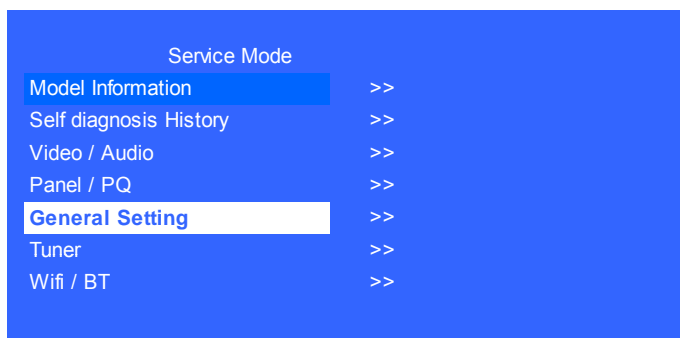 Service Mode
Model Information >>
Self diagnosis History >>
Video / Audio >>
Panel / PQ >>
General Setting >>
Tuner >>
Wifi / BT >>